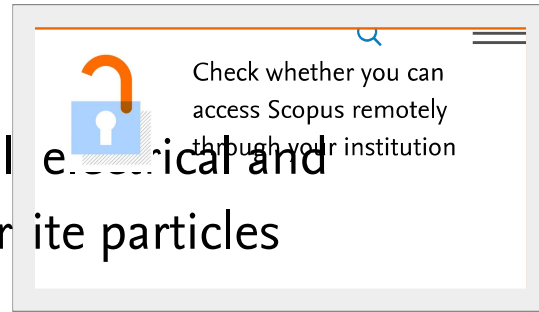 Check whether you can
access Scopus remotely
through your institution
electrical and
ite particles